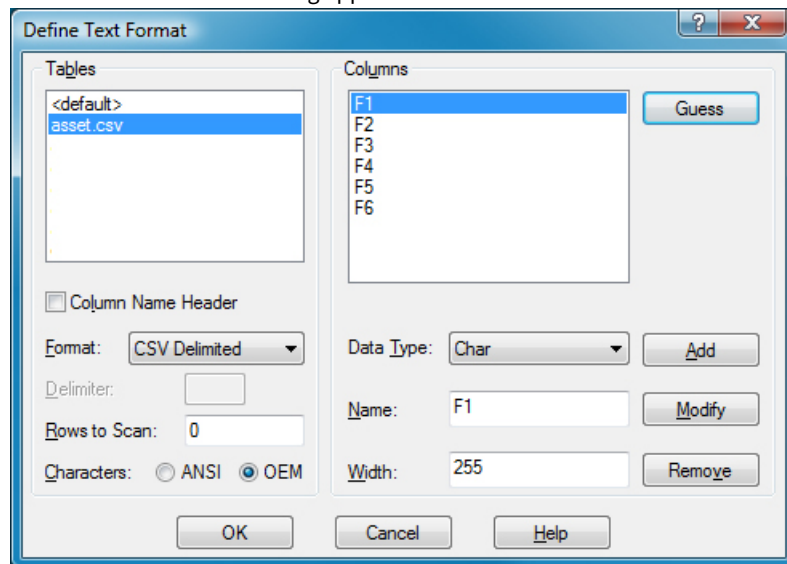 Define Text Format
Tables
<default>
asset.csv
Column Name Header
Format: CSV Delimited
Delimiter:
Rows to Scan: 0
Characters: ANSI OEM
Columns
F1
F2
F3
F4
F5
F6
Guess
Data Type: Char Add
Name: F1 Modify
Width: 255 Remove
OK Cancel Help